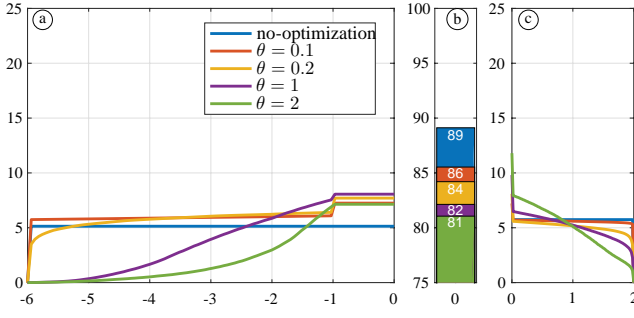 a
25
20
15
10
5
0
-6 -5 -4 -3 -2 -1 0
no-optimization
θ = 0.1
θ = 0.2
θ = 1
θ = 2
b
100
95
90
85
80
75
0
89
86
84
82
81
c
25
20
15
10
5
0
0 1 2